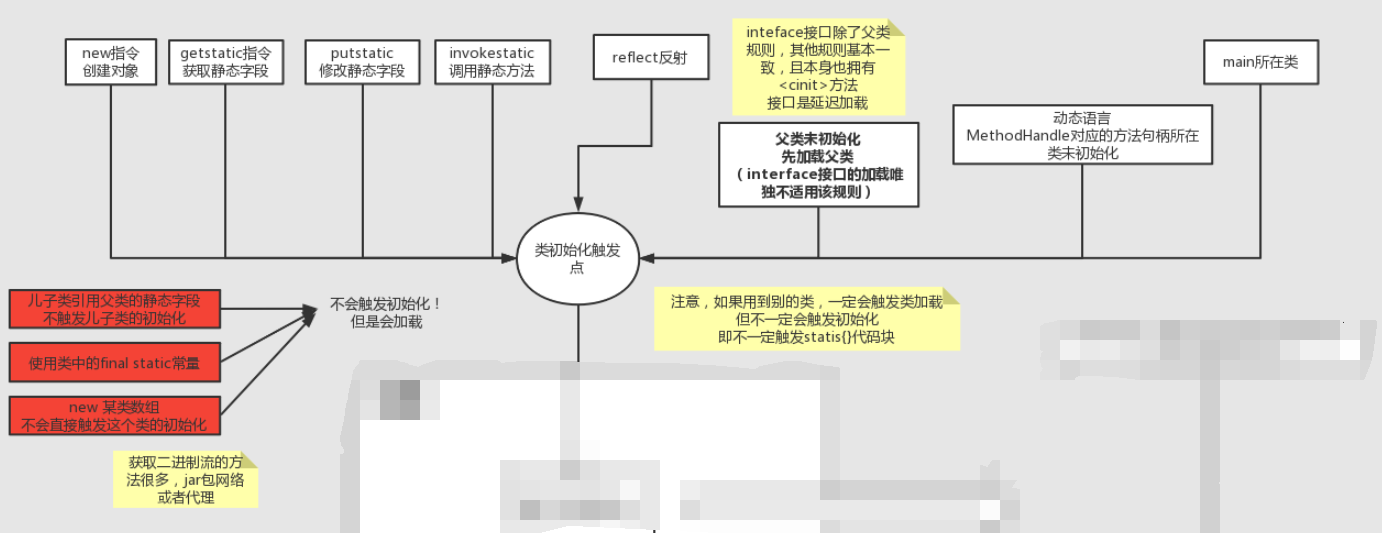 new指令
创建对象
getstatic指令
获取静态字段
putstatic
修改静态字段
invokestatic
调用静态方法
reflect反射
inteface接口除了父类
规则，其他规则基本一
致，且本身也拥有
<cinit>方法
接口是延迟加载
main所在类
父类未初始化
先加载父类
（interface接口的加载唯
独不适用该规则）
动态语言
MethodHandle对应的方法句柄所在
类未初始化
类初始化触发
点
儿子类引用父类的静态字段
不触发儿子类的初始化
使用类中的final static常量
new 某类数组
不会直接触发这个类的初始化
不会触发初始化！
但是会加载
注意，如果用到别的类，一定会触发类加载
但不一定会触发初始化
即不一定触发statis{}代码块
获取二进制流的方
法很多，jar包网络
或者代理